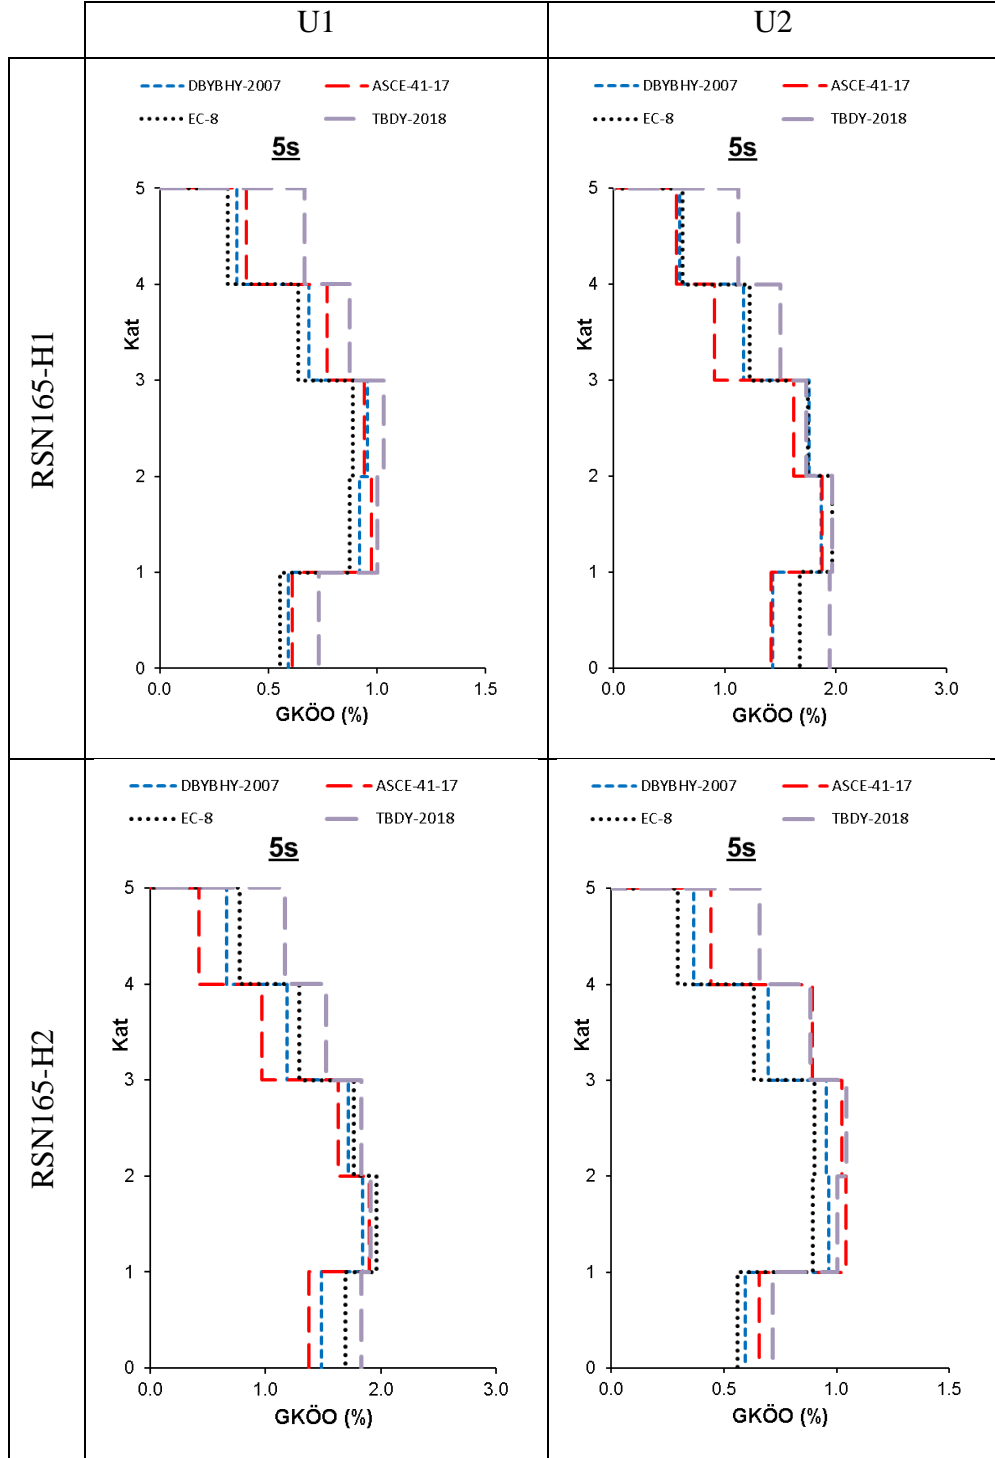 U1 U2
RSN165-H1
DBYBHY-2007 ASCE-41-17
EC-8 TBDY-2018
5s
5
4
3
2
1
0
Kat
0.0 0.5 1.0 1.5
GKÖO (%)
DBYBHY-2007 ASCE-41-17
EC-8 TBDY-2018
5s
5
4
3
2
1
0
Kat
0.0 1.0 2.0 3.0
GKÖO (%)
RSN165-H2
DBYBHY-2007 ASCE-41-17
EC-8 TBDY-2018
5s
5
4
3
2
1
0
Kat
0.0 1.0 2.0 3.0
GKÖO (%)
DBYBHY-2007 ASCE-41-17
EC-8 TBDY-2018
5s
5
4
3
2
1
0
Kat
0.0 0.5 1.0 1.5
GKÖO (%)